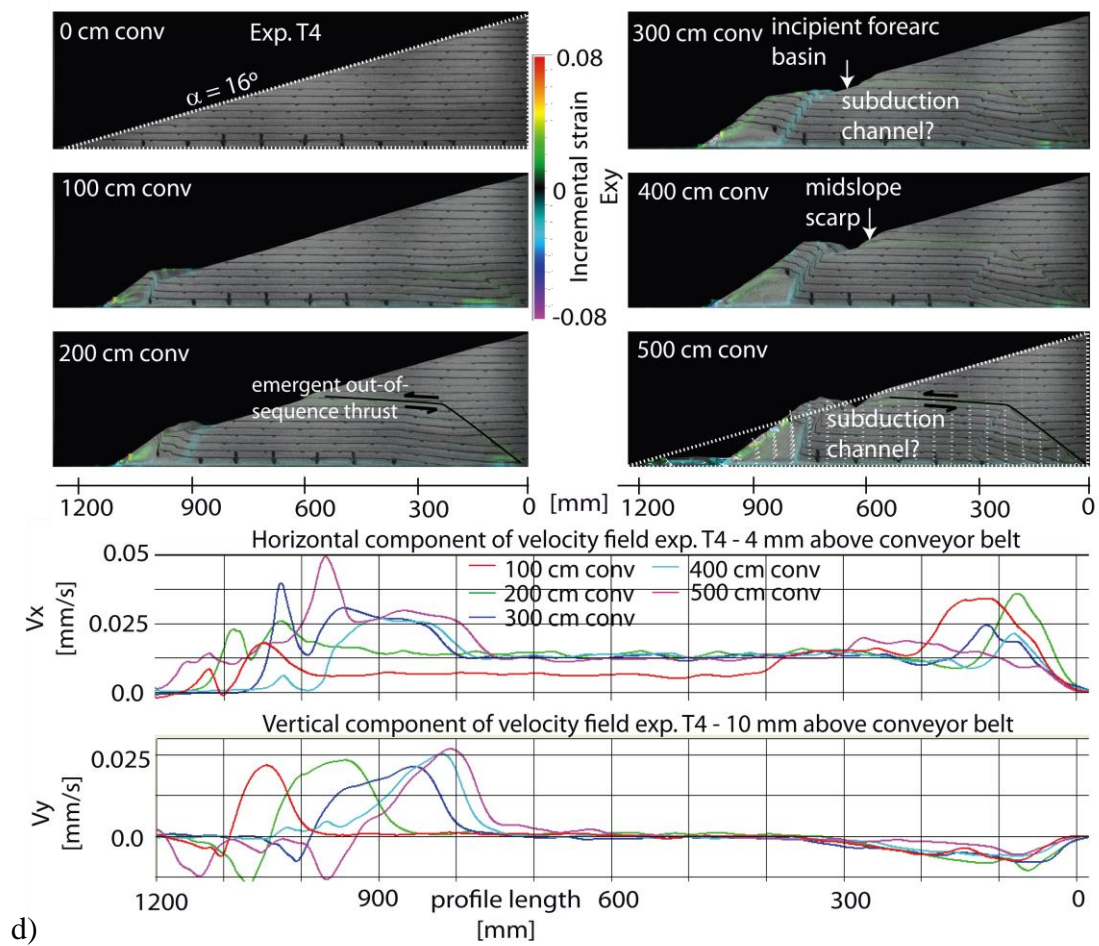 0 cm conv
Exp. T4
α = 16º
100 cm conv
200 cm conv
emergent out-of-
sequence thrust
0.08
0
-0.08
Incremental strain
Exy
300 cm conv
incipient forearc
basin
subduction
channel?
400 cm conv
midslope
scarp
500 cm conv
subduction
channel?
1200 900 600 300 0 [mm] 1200 900 600 300 0
Horizontal component of velocity field exp. T4 - 4 mm above conveyor belt
0.05
0.025
0.0
Vx
[mm/s]
100 cm conv
200 cm conv
300 cm conv
400 cm conv
500 cm conv
Vertical component of velocity field exp. T4 - 10 mm above conveyor belt
0.025
0.0
Vy
[mm/s]
1200 900 profile length 600 300 0
[mm]
d)